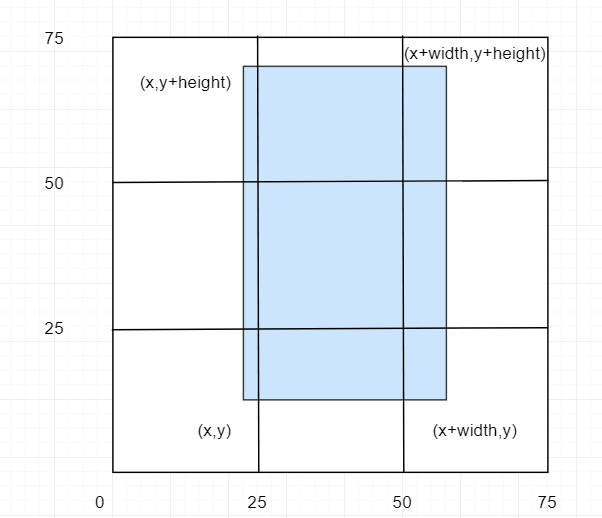 75
(x+width,y+height)
(x,y+height)
50
25
(x,y)
(x+width,y)
0 25 50 75